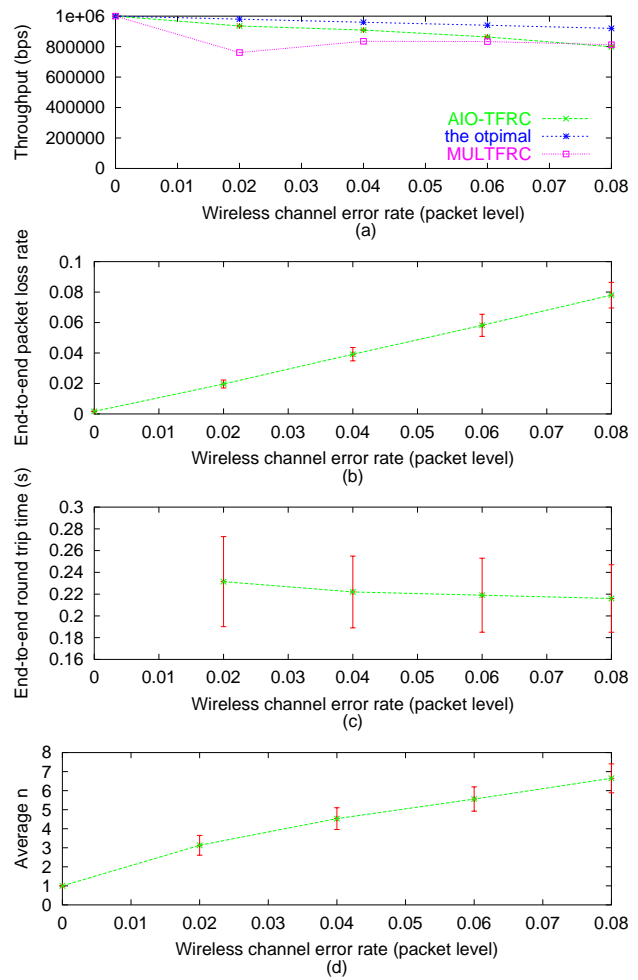 1e+06
800000
600000
400000
200000
0
Throughput (bps)
AIO-TFRC
the otpimal
MULTFRC
0 0.01 0.02 0.03 0.04 0.05 0.06 0.07 0.08
Wireless channel error rate (packet level)
(a)
0.1
0.08
0.06
0.04
0.02
0
End-to-end packet loss rate
0 0.01 0.02 0.03 0.04 0.05 0.06 0.07 0.08
Wireless channel error rate (packet level)
(b)
0.3
0.28
0.26
0.24
0.22
0.2
0.18
0.16
End-to-end round trip time (s)
0 0.01 0.02 0.03 0.04 0.05 0.06 0.07 0.08
Wireless channel error rate (packet level)
(c)
8
7
6
5
4
3
2
1
0
Average n
0 0.01 0.02 0.03 0.04 0.05 0.06 0.07 0.08
Wireless channel error rate (packet level)
(d)